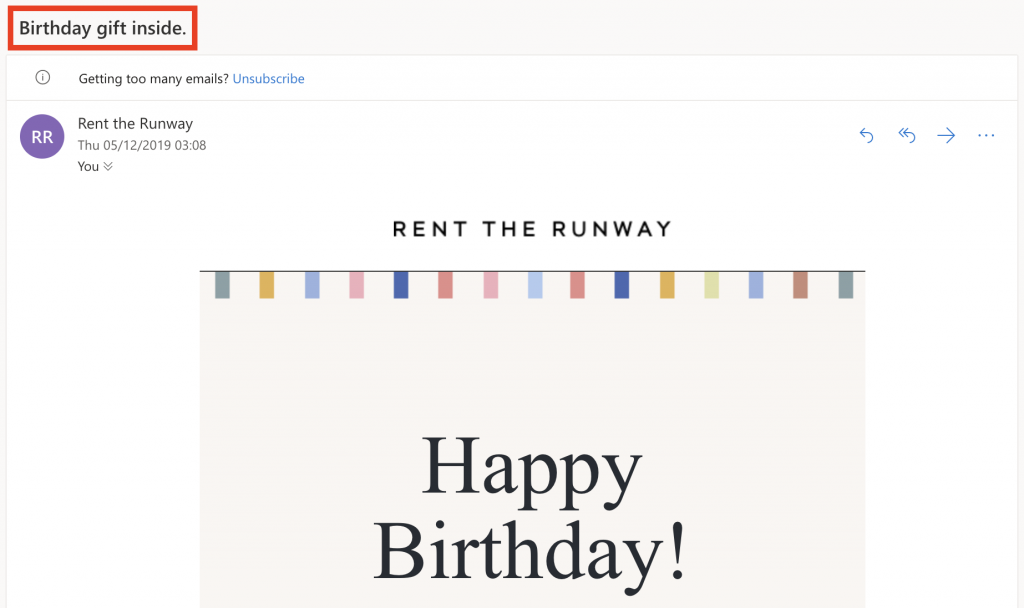 Birthday gift inside.
Getting too many emails? Unsubscribe
RR
Rent the Runway
Thu 05/12/2019 03:08
You
RENT THE RUNWAY
Happy
Birthday!